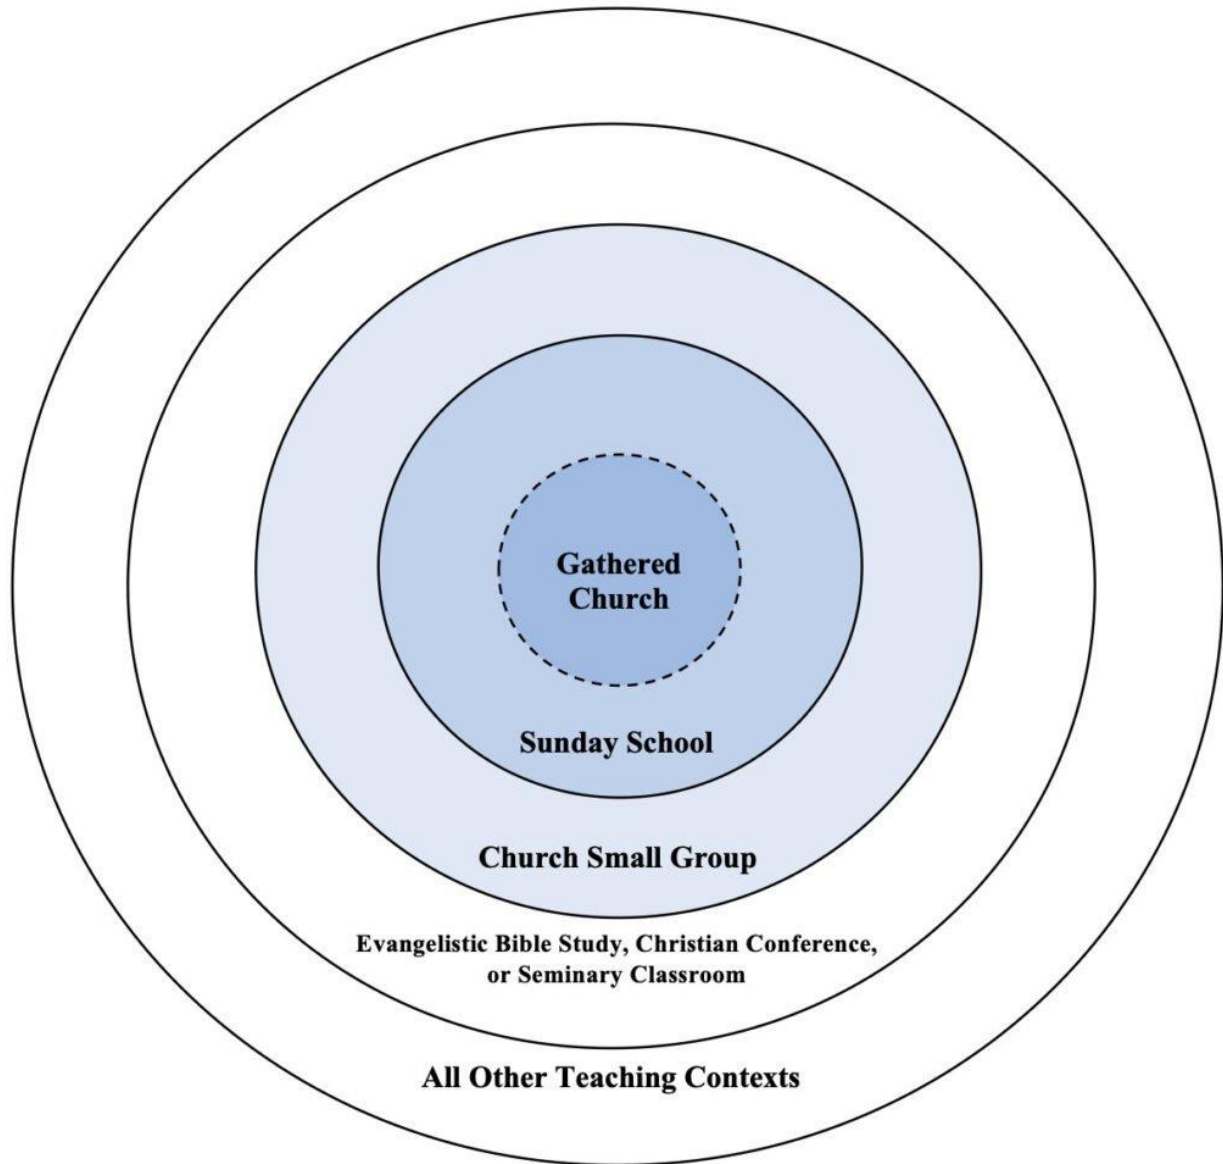 Gathered
Church
Sunday School
Church Small Group
Evangelistic Bible Study, Christian Conference,
or Seminary Classroom
All Other Teaching Contexts